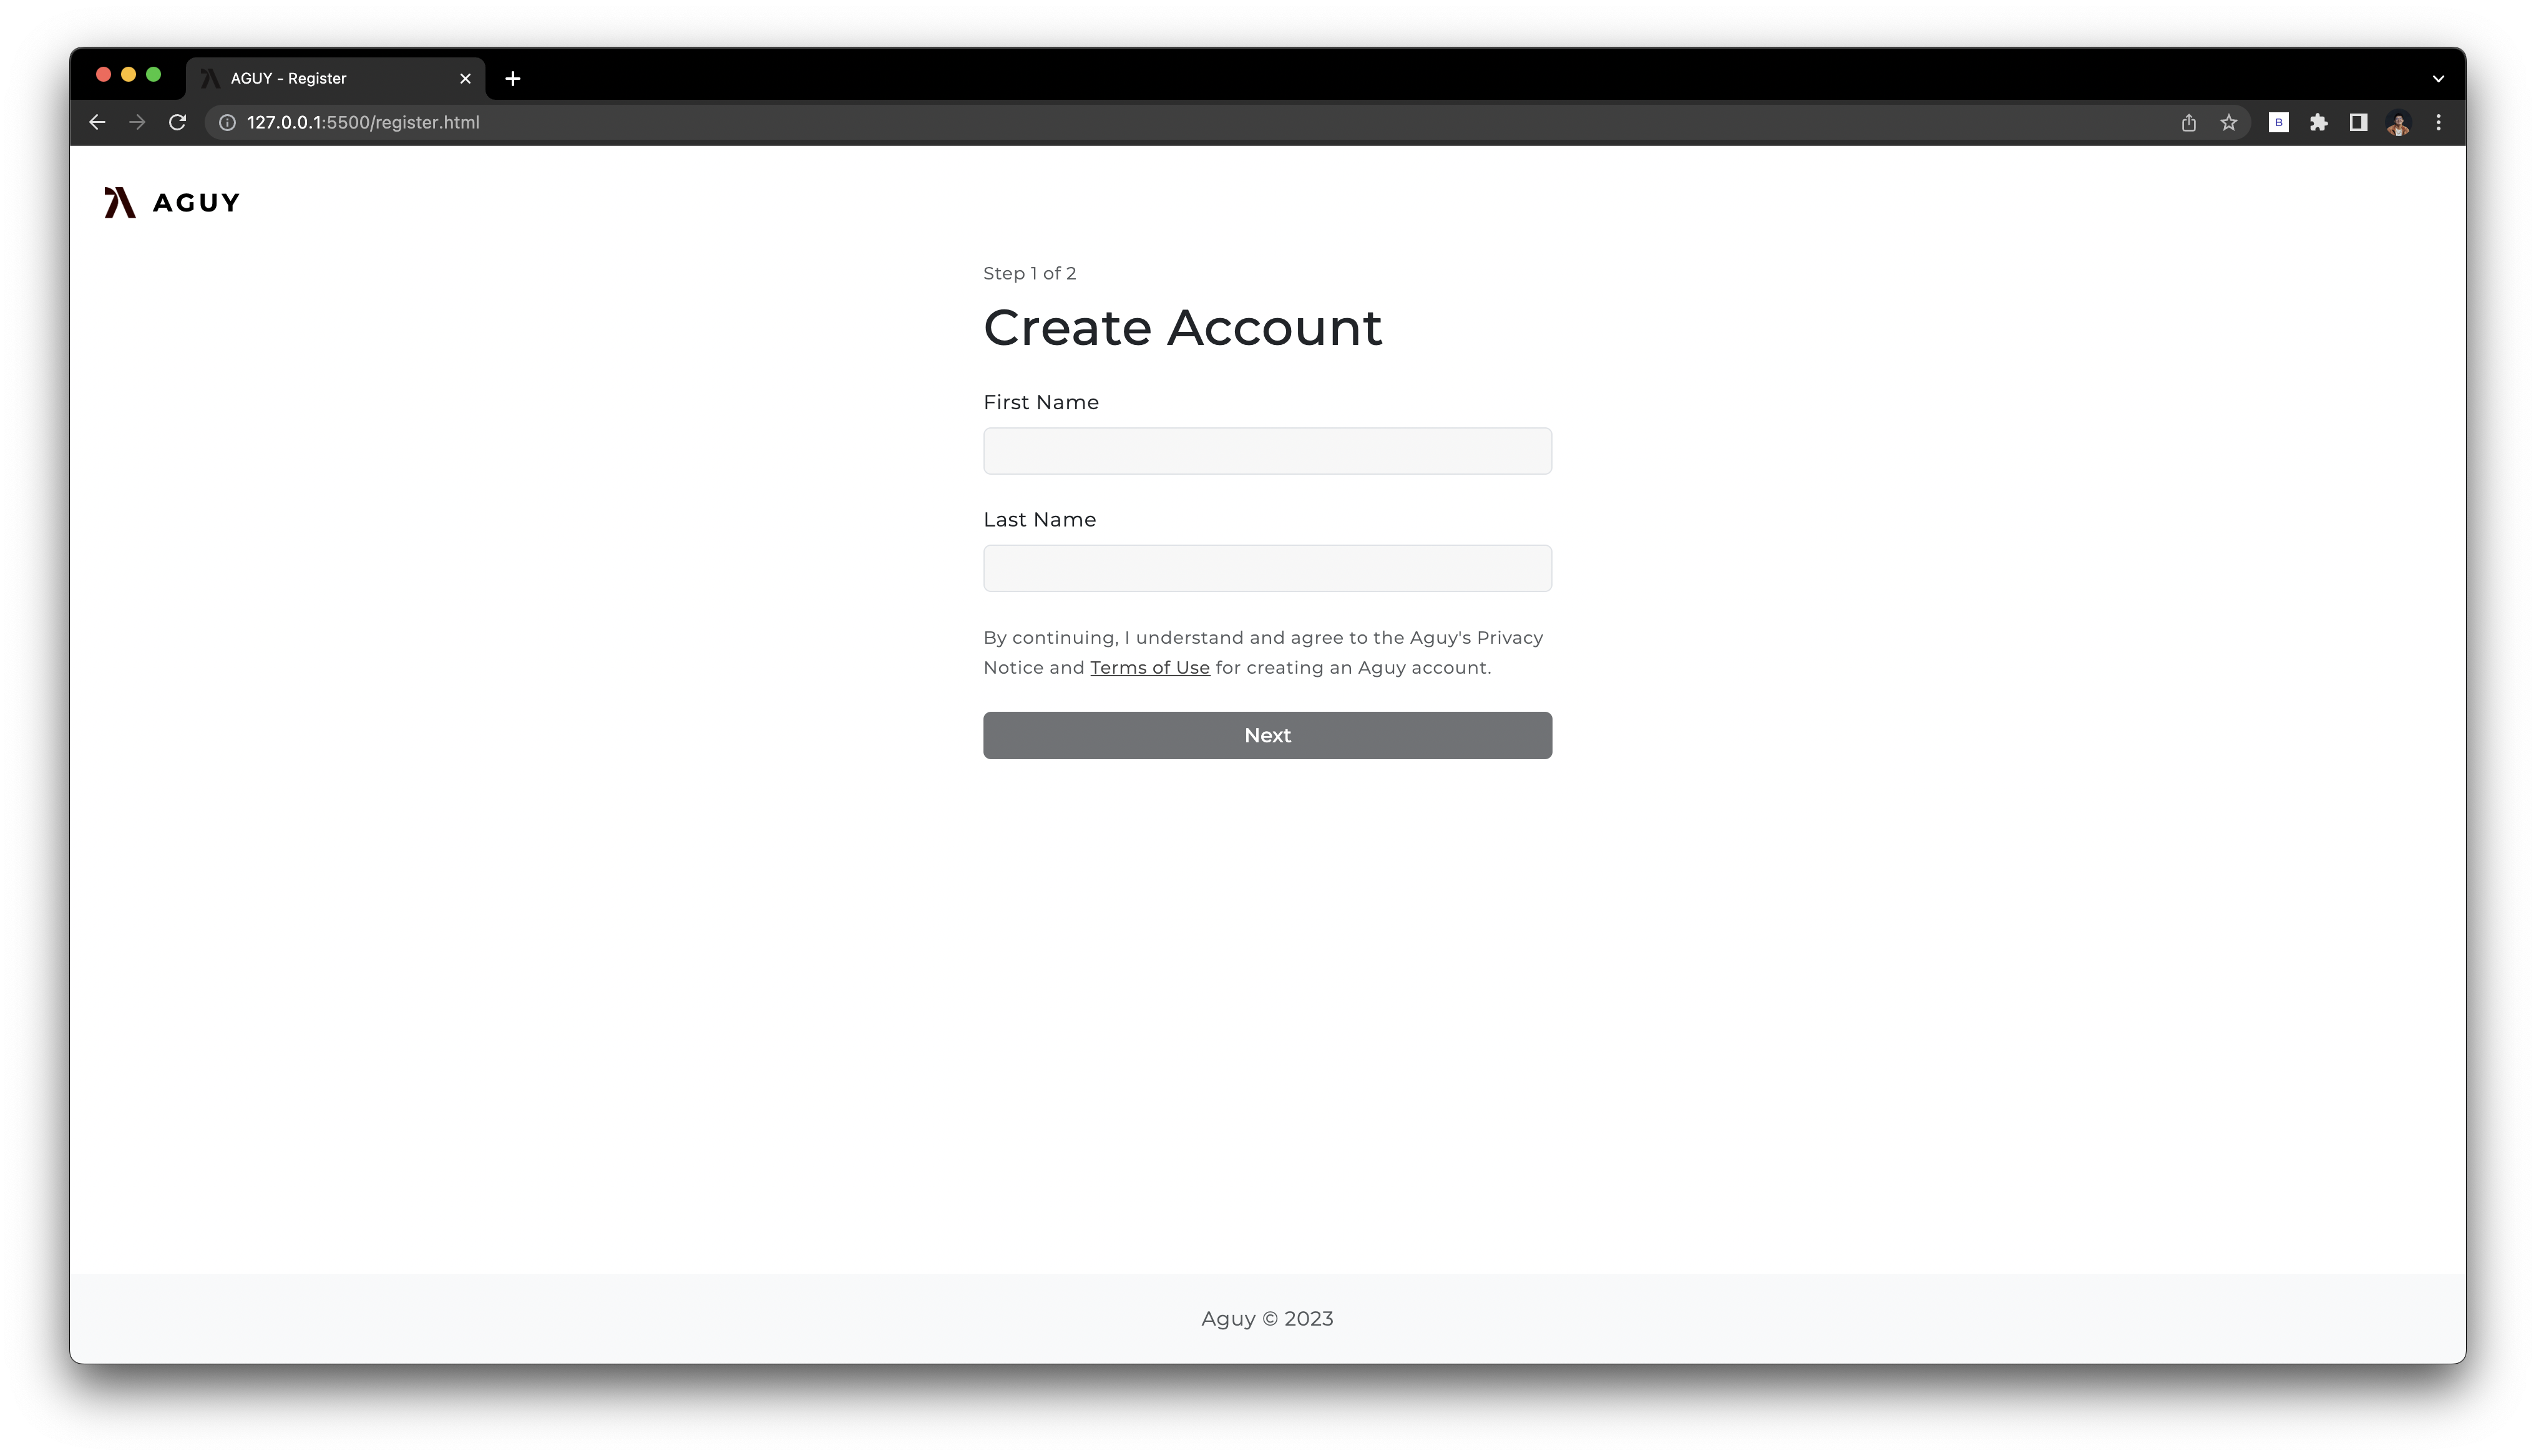 AGUY - Register
127.0.0.1:5500/register.html
B
AGUY
Step 1 of 2
Create Account
First Name
Last Name
By continuing, I understand and agree to the Aguy's Privacy
Notice and Terms of Use for creating an Aguy account.
Next
Aguy © 2023